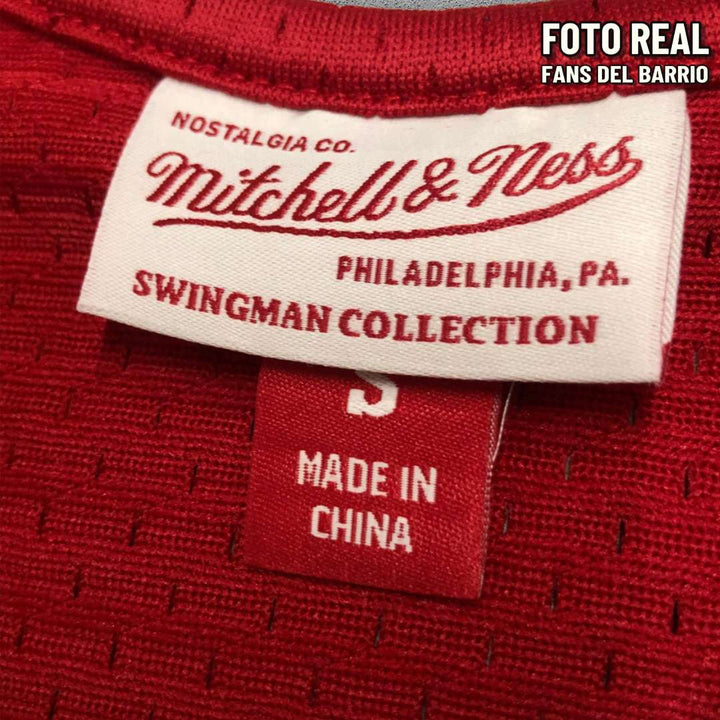 FOTO REAL
FANS DEL BARRIO
NOSTALGIA CO.
Mitchell & Ness
PHILADELPHIA, PA.
SWINGMAN COLLECTION
S
MADE IN
CHINA